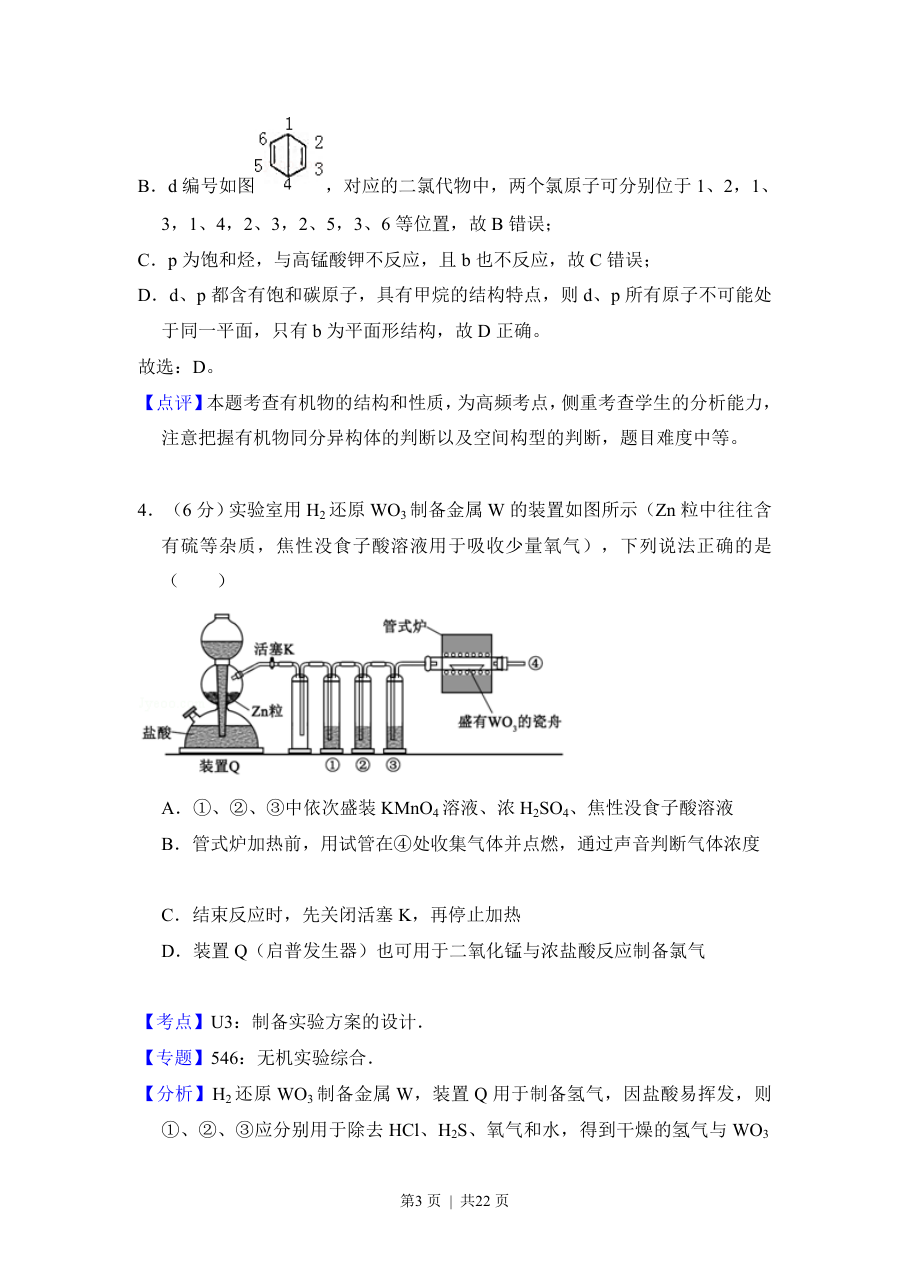 1
6
2
5
3
4
B．d 编号如图，对应的二氯代物中，两个氯原子可分别位于 1、2，1、
3，1、4，2、3，2、5，3、6 等位置，故 B 错误；
C．p 为饱和烃，与高锰酸钾不反应，且 b 也不反应，故 C 错误；
D．d、p 都含有饱和碳原子，具有甲烷的结构特点，则 d、p 所有原子不可能处
于同一平面，只有 b 为平面形结构，故 D 正确。
故选：D。
【点评】本题考查有机物的结构和性质，为高频考点，侧重考查学生的分析能力，
注意把握有机物同分异构体的判断以及空间构型的判断，题目难度中等。
4．（6 分）实验室用 H₂ 还原 WO₃ 制备金属 W 的装置如图所示（Zn 粒中往往含
有硫等杂质，焦性没食子酸溶液用于吸收少量氧气），下列说法正确的是
（　　）
管式炉
活塞K
④
Zn粒
盛有WO₃的瓷舟
盐酸
装置Q
① ② ③
A．①、②、③中依次盛装 KMnO₄ 溶液、浓 H₂SO₄、焦性没食子酸溶液
B．管式炉加热前，用试管在④处收集气体并点燃，通过声音判断气体浓度
C．结束反应时，先关闭活塞 K，再停止加热
D．装置 Q（启普发生器）也可用于二氧化锰与浓盐酸反应制备氯气
【考点】U3：制备实验方案的设计．
【专题】546：无机实验综合．
【分析】H₂ 还原 WO₃ 制备金属 W，装置 Q 用于制备氢气，因盐酸易挥发，则
①、②、③应分别用于除去 HCl、H₂S、氧气和水，得到干燥的氢气与 WO₃
第3 页 | 共22 页